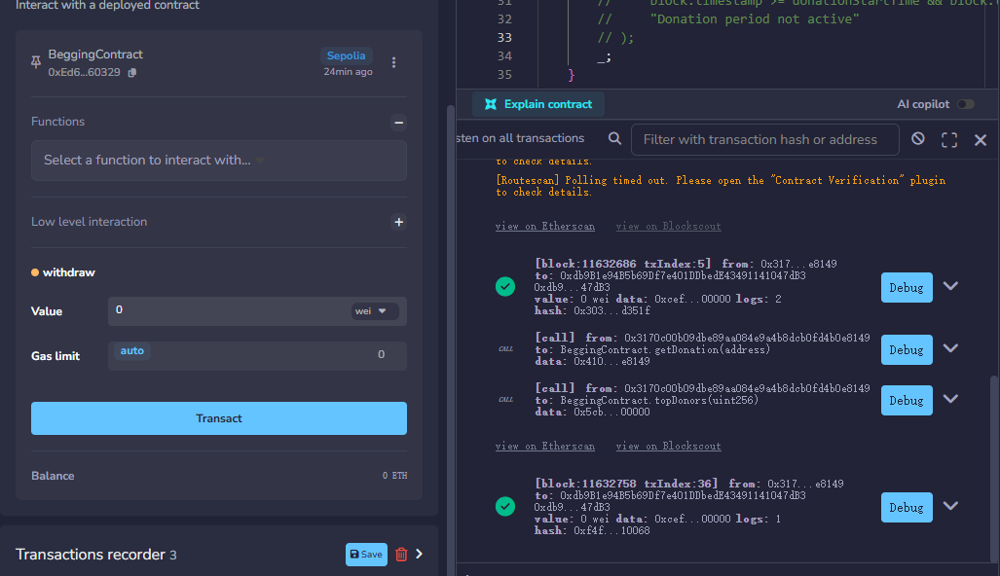 Interact with a deployed contract
BeggingContract
0xEd6...60329
Sepolia
24min ago
Functions
Select a function to interact with...
Low level interaction
withdraw
Value
0
wei
Gas limit
auto
0
Transact
Balance
0 ETH
Transactions recorder 3
Save
31 // block.timestamp >= donationStartTime && block.
32 // "Donation period not active"
33 // );
34 _;
35 }
Explain contract
AI copilot
sten on all transactions
Filter with transaction hash or address
to check details.
[Routescan] Polling timed out. Please open the "Contract Verification" plugin
to check details.
view on Etherscan view on Blockscout
[block:11632686 txIndex:5] from: 0x317...e8149
to: 0xdb9B1e94B5b69Df7e401DDbedE43491141047dB3
0xdb9...47dB3
value: 0 wei data: 0xcef...00000 logs: 2
hash: 0x303...d351f
Debug
CALL
[call] from: 0x3170c00b09dbe89aa084e9a4b8dcb0fd4b0e8149
to: BeggingContract.getDonation(address)
data: 0x410...e8149
Debug
CALL
[call] from: 0x3170c00b09dbe89aa084e9a4b8dcb0fd4b0e8149
to: BeggingContract.topDonors(uint256)
data: 0x5cb...00000
Debug
view on Etherscan view on Blockscout
[block:11632758 txIndex:36] from: 0x317...e8149
to: 0xdb9B1e94B5b69Df7e401DDbedE43491141047dB3
0xdb9...47dB3
value: 0 wei data: 0xcef...00000 logs: 1
hash: 0xf4f...10068
Debug